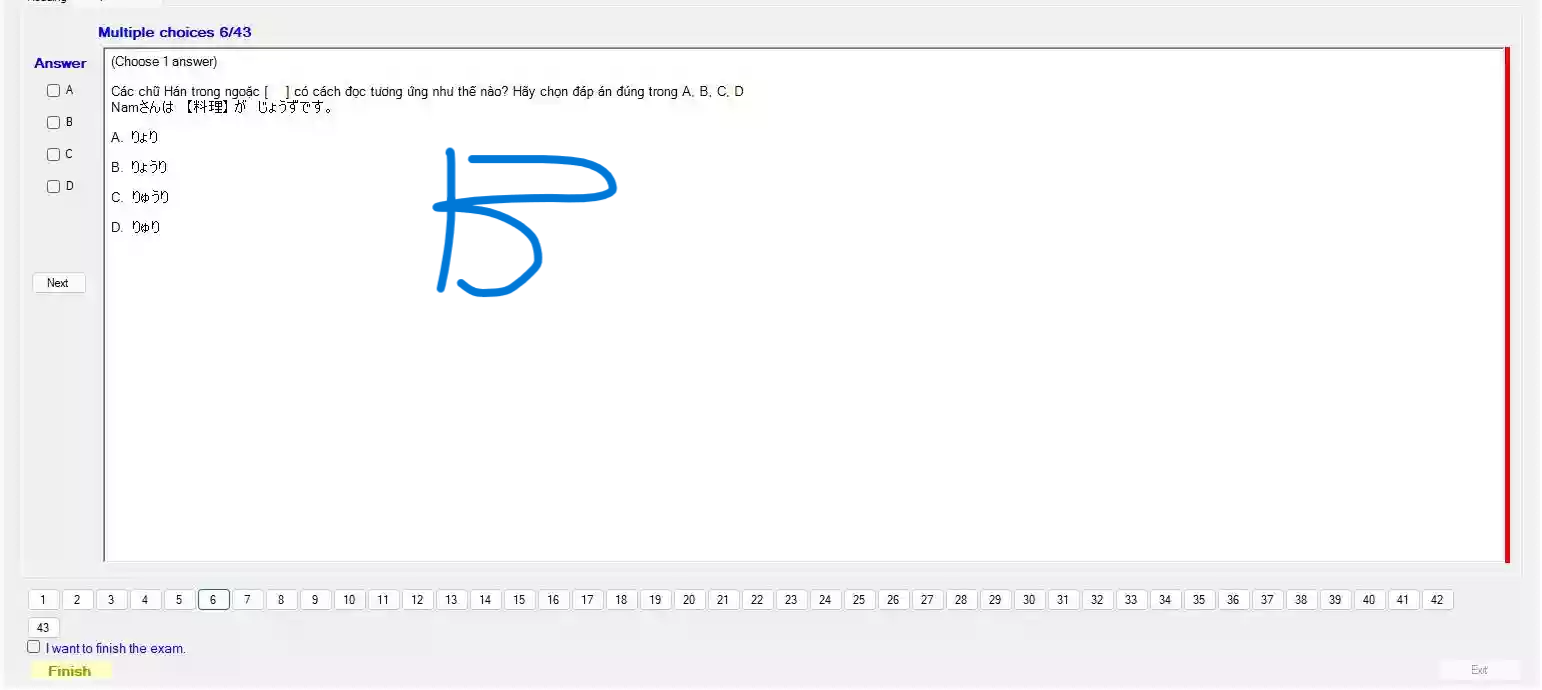 Multiple choices 6/43
Answer
(Choose 1 answer)
A
B
C
D
Các chữ Hán trong ngoặc [ ] có cách đọc tương ứng như thế nào? Hãy chọn đáp án đúng trong A, B, C, D
Namさんは 【料理】が じょうずです。
A. りょり
B. りょうり
C. りゅうり
D. りゅり
B
Next
1 2 3 4 5 6 7 8 9 10 11 12 13 14 15 16 17 18 19 20 21 22 23 24 25 26 27 28 29 30 31 32 33 34 35 36 37 38 39 40 41 42
43
I want to finish the exam.
Finish
Exit